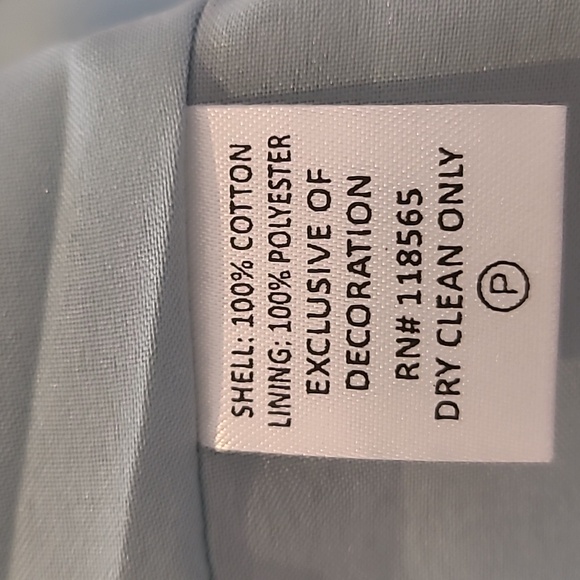 SHELL: 100% COTTON
LINING: 100% POLYESTER
EXCLUSIVE OF
DECORATION
RN# 118565
DRY CLEAN ONLY
P